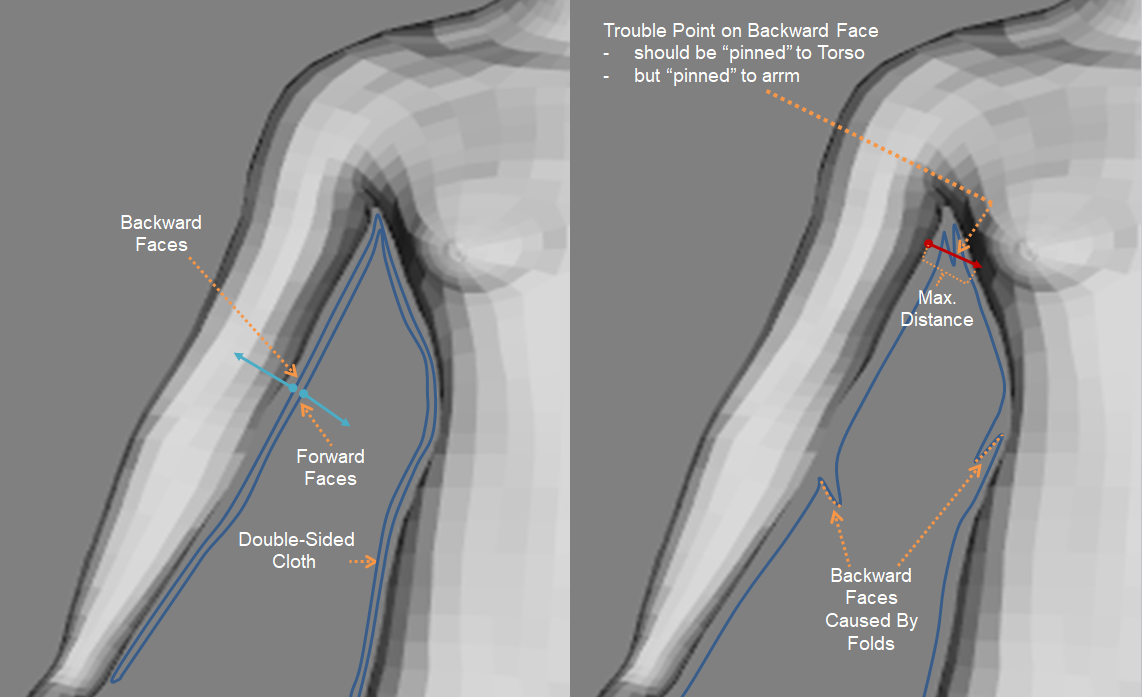 Backward
Faces
Forward
Faces
Double-Sided
Cloth
Trouble Point on Backward Face
- should be “pinned” to Torso
- but “pinned” to arrm
Max.
Distance
Backward
Faces
Caused By
Folds